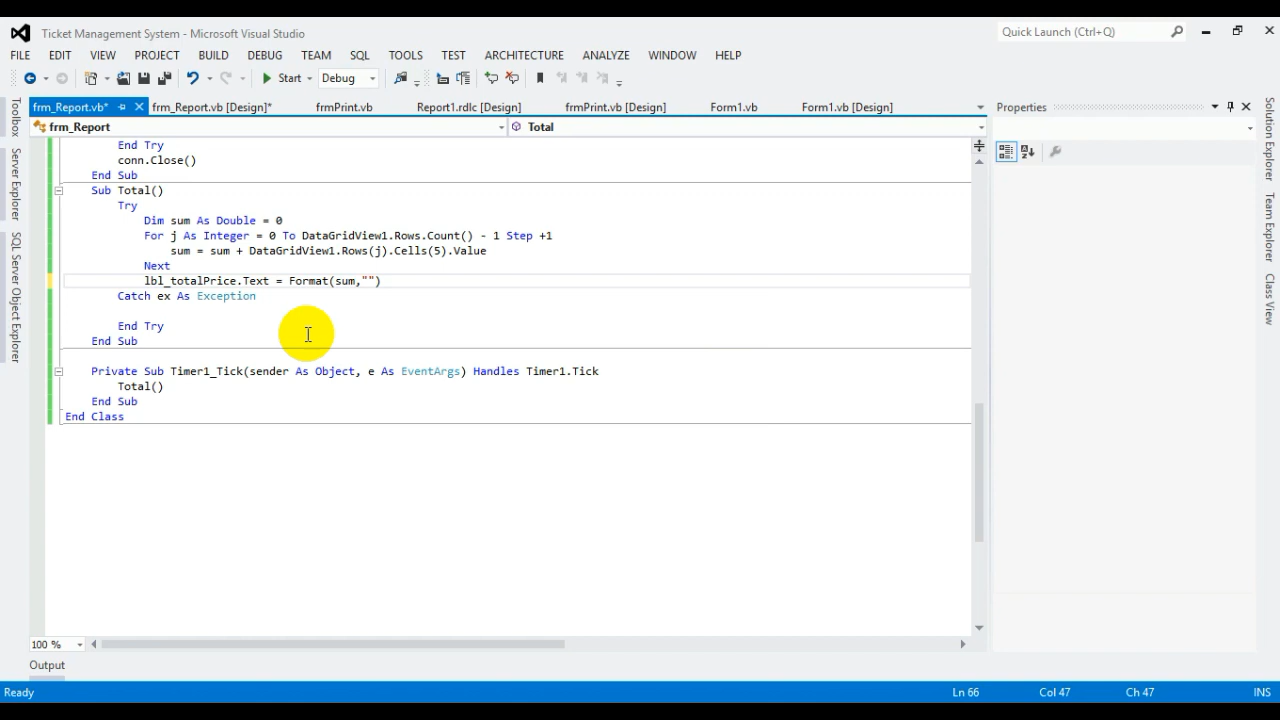 Ticket Management System - Microsoft Visual Studio
Quick Launch (Ctrl+Q)
FILE EDIT VIEW PROJECT BUILD DEBUG TEAM SQL TOOLS TEST ARCHITECTURE ANALYZE WINDOW HELP
Start Debug
frm_Report.vb* frm_Report.vb [Design]* frmPrint.vb Report1.rdlc [Design] frmPrint.vb [Design] Form1.vb Form1.vb [Design]
Properties
frm_Report Total
Toolbox
Server Explorer
SQL Server Object Explorer
Solution Explorer
Team Explorer
Class View
End Try
conn.Close()
End Sub
Sub Total()
Try
Dim sum As Double = 0
For j As Integer = 0 To DataGridView1.Rows.Count() - 1 Step +1
sum = sum + DataGridView1.Rows(j).Cells(5).Value
Next
lbl_totalPrice.Text = Format(sum,"")
Catch ex As Exception
End Try
End Sub
Private Sub Timer1_Tick(sender As Object, e As EventArgs) Handles Timer1.Tick
Total()
End Sub
End Class
100 %
Output
Ready Ln 66 Col 47 Ch 47 INS